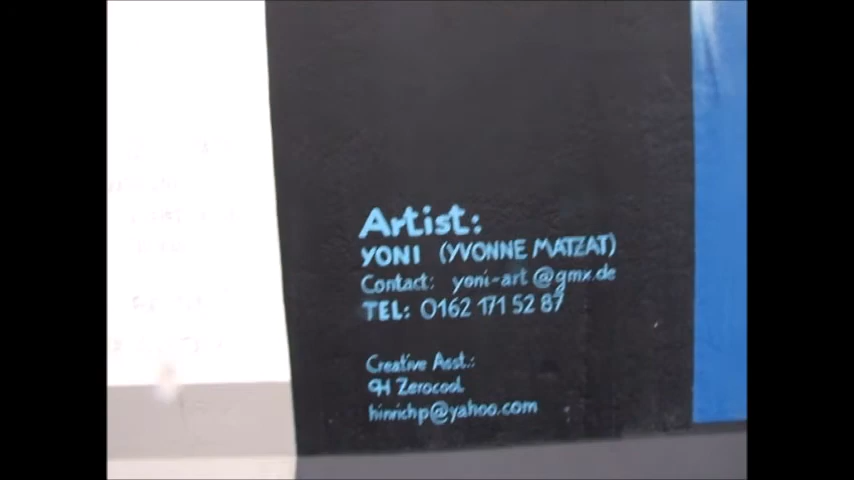 Artist:
YONI (YVONNE MATZAT)
Contact: yoni-art@gmx.de
TEL: 0162 171 52 87
Creative Asst.:
9H Zerocool
hinrichp@yahoo.com